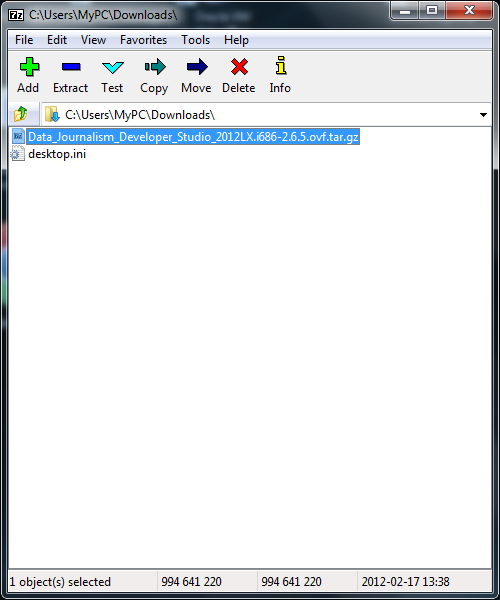 7z C:\Users\MyPC\Downloads\
File Edit View Favorites Tools Help
Add Extract Test Copy Move Delete Info
C:\Users\MyPC\Downloads\
Data_Journalism_Developer_Studio_2012LX.i686-2.6.5.ovf.tar.gz
desktop.ini
1 object(s) selected 994 641 220 994 641 220 2012-02-17 13:38